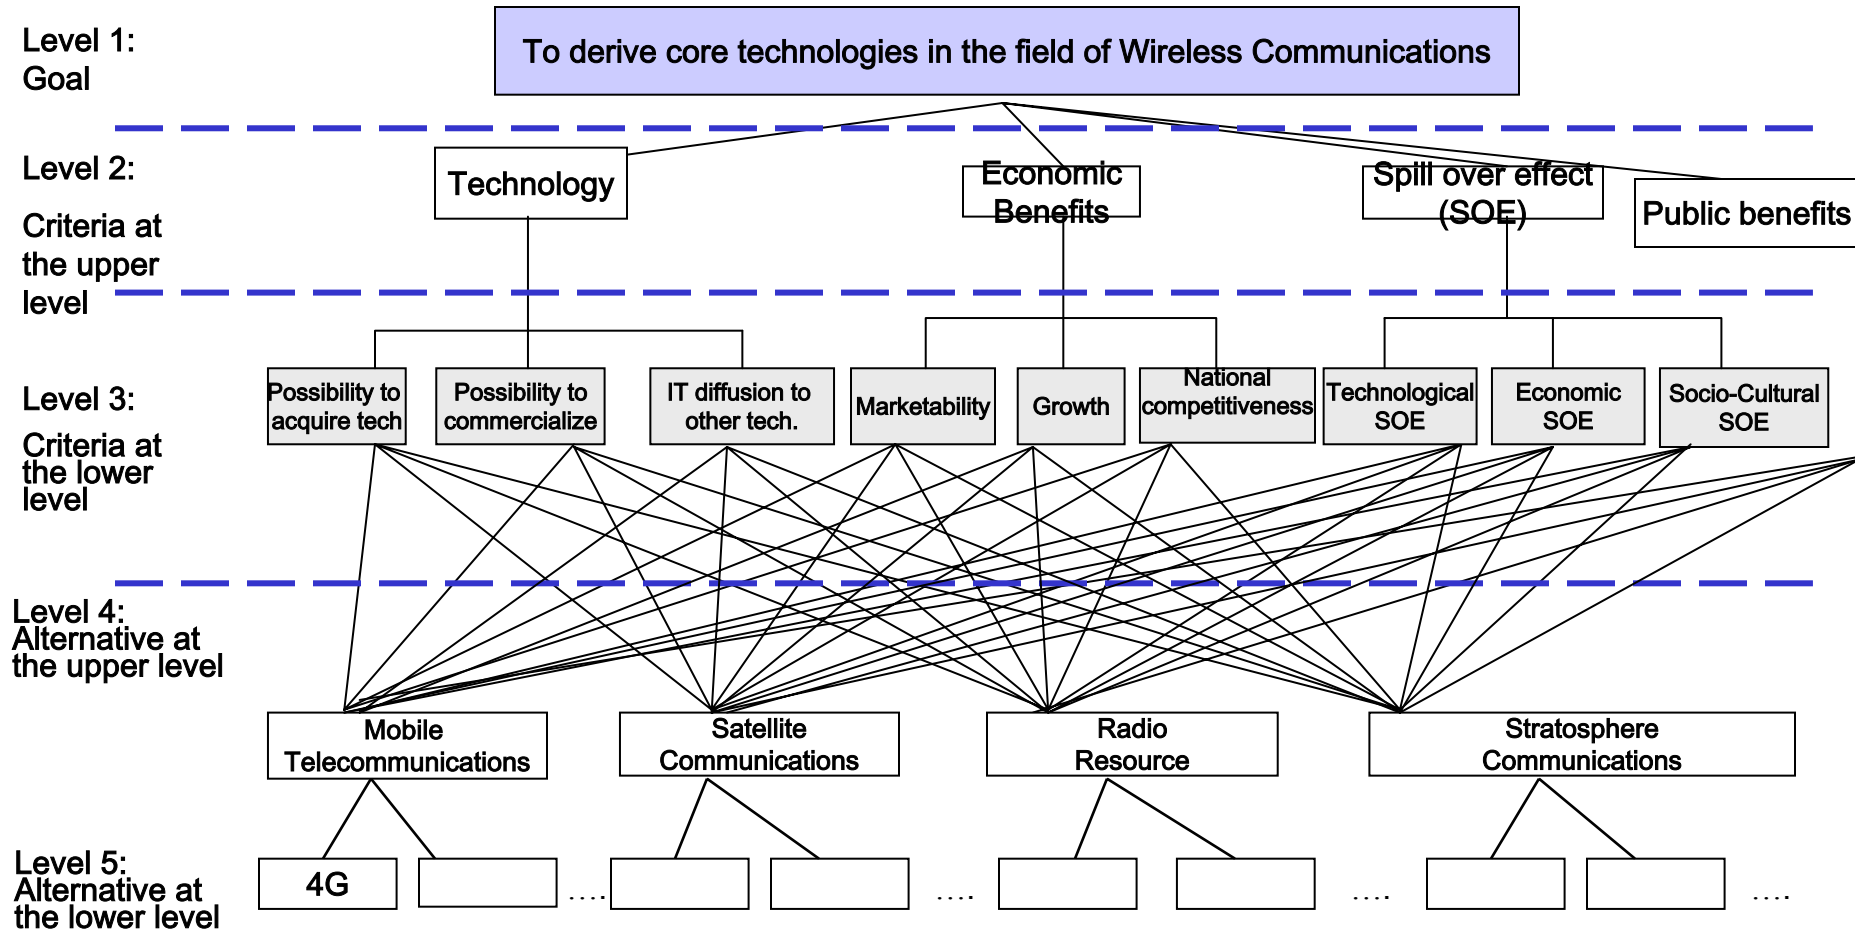 Level 1:
Goal
To derive core technologies in the field of Wireless Communications
Level 2:
Criteria at
the upper
level
Technology
Economic
Benefits
Spill over effect
(SOE)
Public benefits
Level 3:
Criteria at
the lower
level
Possibility to
acquire tech
Possibility to
commercialize
IT diffusion to
other tech.
Marketability
Growth
National
competitiveness
Technological
SOE
Economic
SOE
Socio-Cultural
SOE
Level 4:
Alternative at
the upper level
Mobile
Telecommunications
Satellite
Communications
Radio
Resource
Stratosphere
Communications
Level 5:
Alternative at
the lower level
4G
....
....
....
....